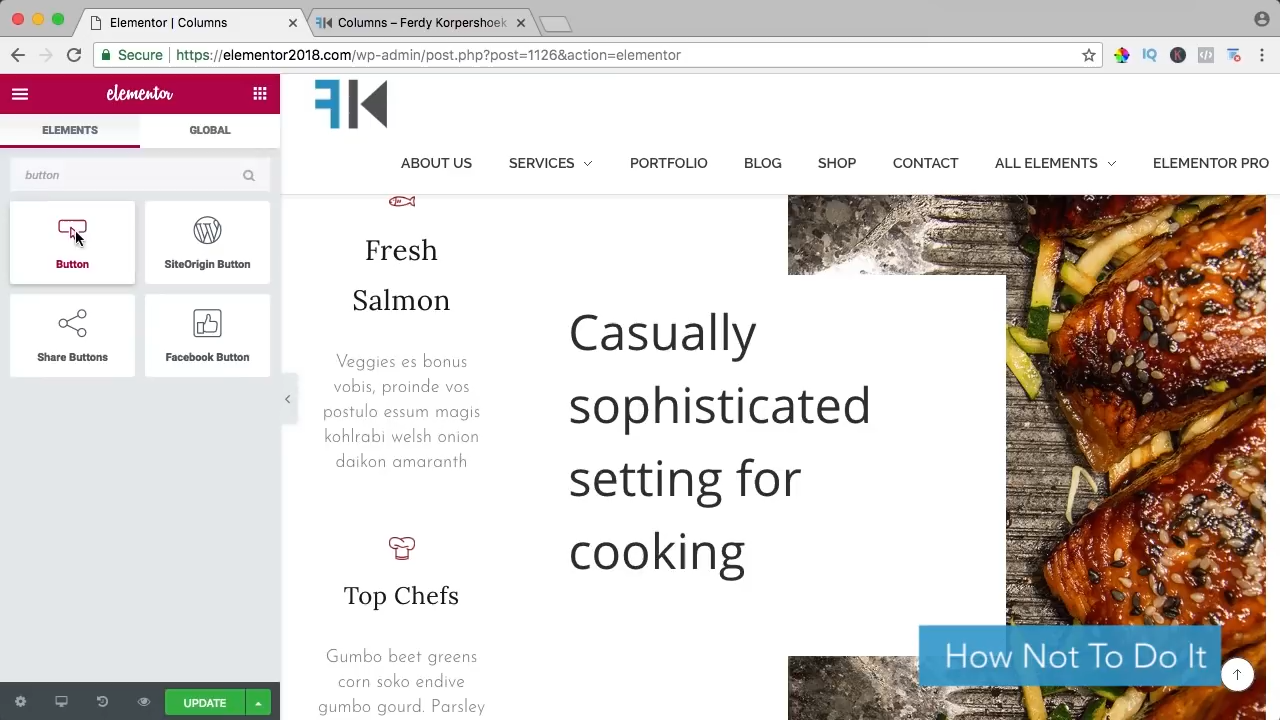 Elementor | Columns
Columns – Ferdy Korpershoek
Secure
https://elementor2018.com/wp-admin/post.php?post=1126&action=elementor
elementor
ELEMENTS
GLOBAL
button
Button
SiteOrigin Button
Share Buttons
Facebook Button
UPDATE
FK
ABOUT US
SERVICES
PORTFOLIO
BLOG
SHOP
CONTACT
ALL ELEMENTS
ELEMENTOR PRO
Fresh
Salmon
Veggies es bonus
vobis, proinde vos
postulo essum magis
kohlrabi welsh onion
daikon amaranth
Top Chefs
Gumbo beet greens
corn soko endive
gumbo gourd. Parsley
Casually
sophisticated
setting for
cooking
How Not To Do It